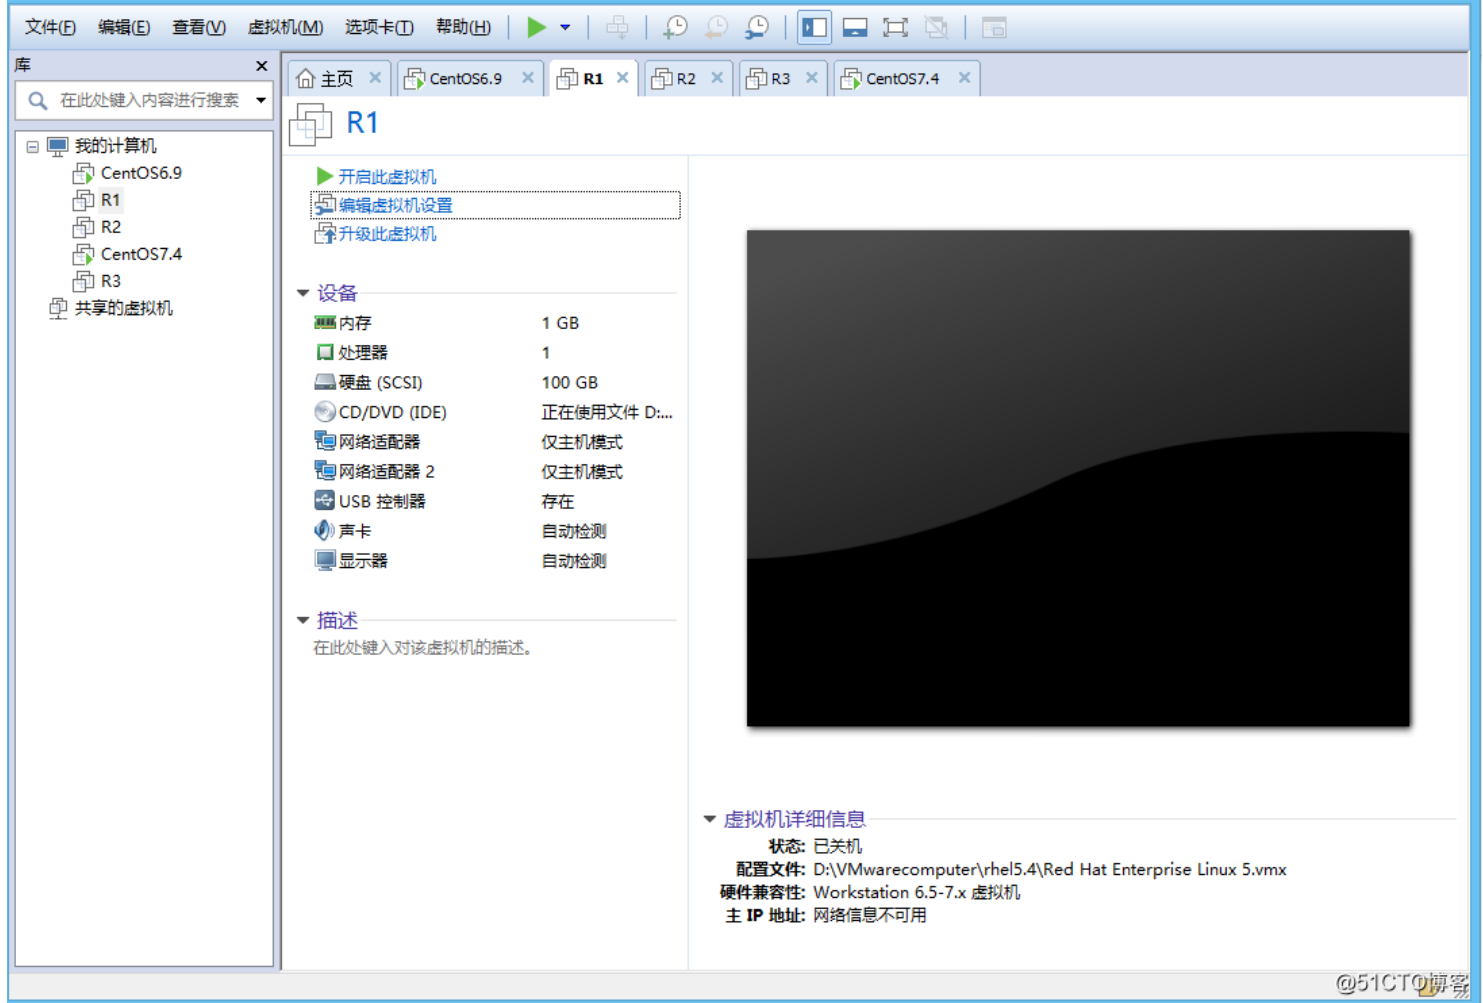 文件(F) 编辑(E) 查看(V) 虚拟机(M) 选项卡(T) 帮助(H)
库
在此处键入内容进行搜索
我的计算机
CentOS6.9
R1
R2
CentOS7.4
R3
共享的虚拟机
主页 CentOS6.9 R1 R2 R3 CentOS7.4
R1
开启此虚拟机
编辑虚拟机设置
升级此虚拟机
设备
内存 1 GB
处理器 1
硬盘 (SCSI) 100 GB
CD/DVD (IDE) 正在使用文件 D:...
网络适配器 仅主机模式
网络适配器 2 仅主机模式
USB 控制器 存在
声卡 自动检测
显示器 自动检测
描述
在此处键入对该虚拟机的描述。
虚拟机详细信息
状态: 已关机
配置文件: D:\VMwarecomputer\rhel5.4\Red Hat Enterprise Linux 5.vmx
硬件兼容性: Workstation 6.5-7.x 虚拟机
主 IP 地址: 网络信息不可用
@51CTO博客